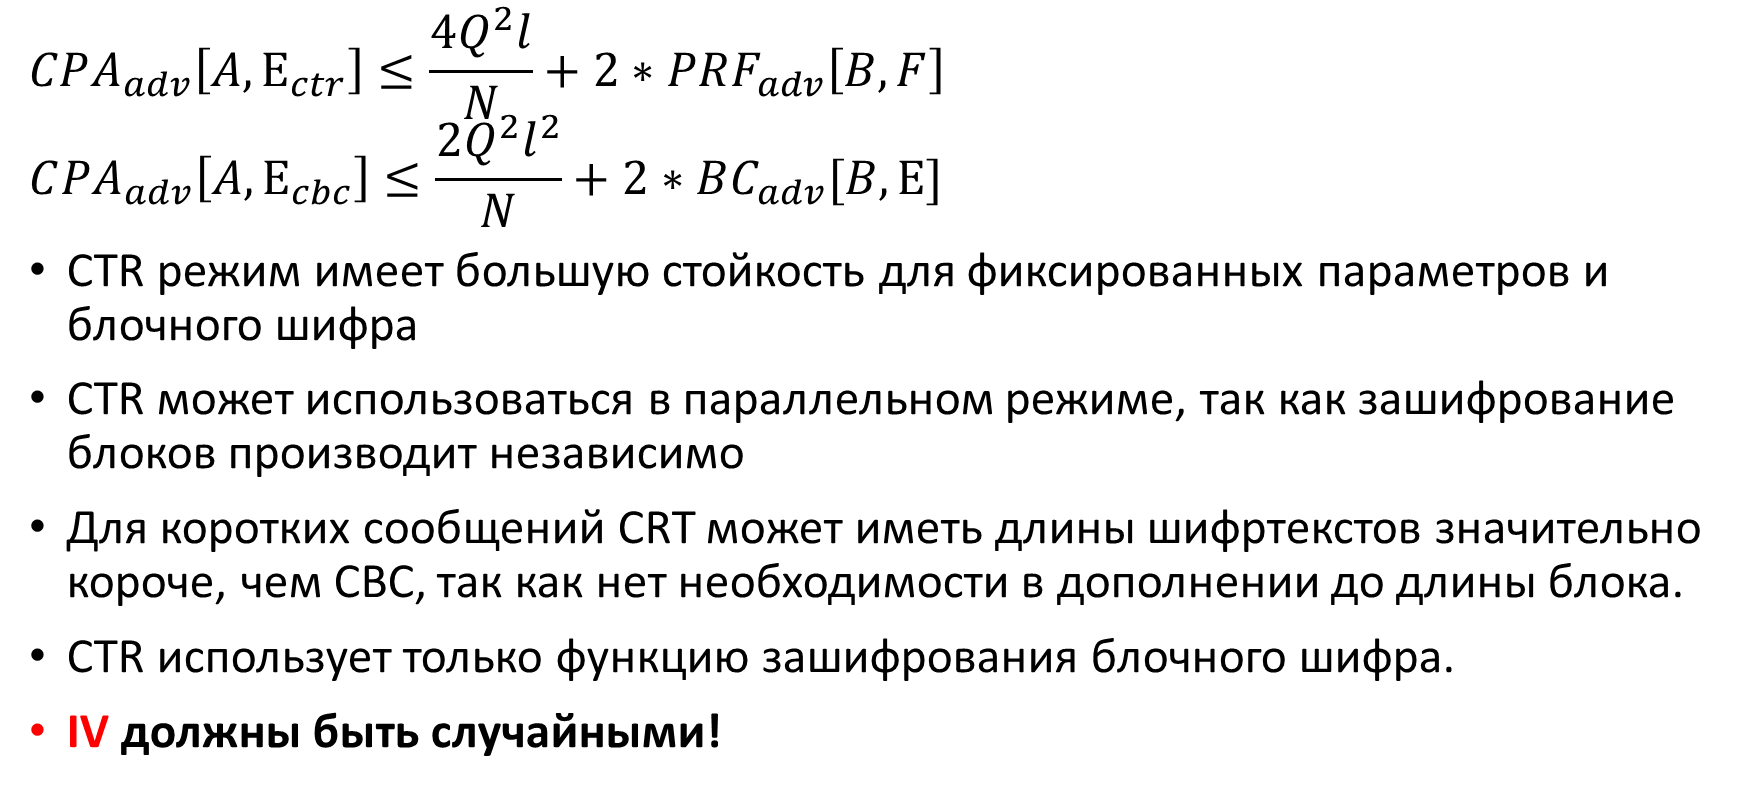 CPA_adv[A, E_ctr] ≤ 4Q²l / N + 2 * PRF_adv[B, F]
CPA_adv[A, E_cbc] ≤ 2Q²l² / N + 2 * BC_adv[B, E]
• CTR режим имеет большую стойкость для фиксированных параметров и
блочного шифра
• CTR может использоваться в параллельном режиме, так как зашифрование
блоков производит независимо
• Для коротких сообщений CRT может иметь длины шифртекстов значительно
короче, чем CBC, так как нет необходимости в дополнении до длины блока.
• CTR использует только функцию зашифрования блочного шифра.
• IV должны быть случайными!